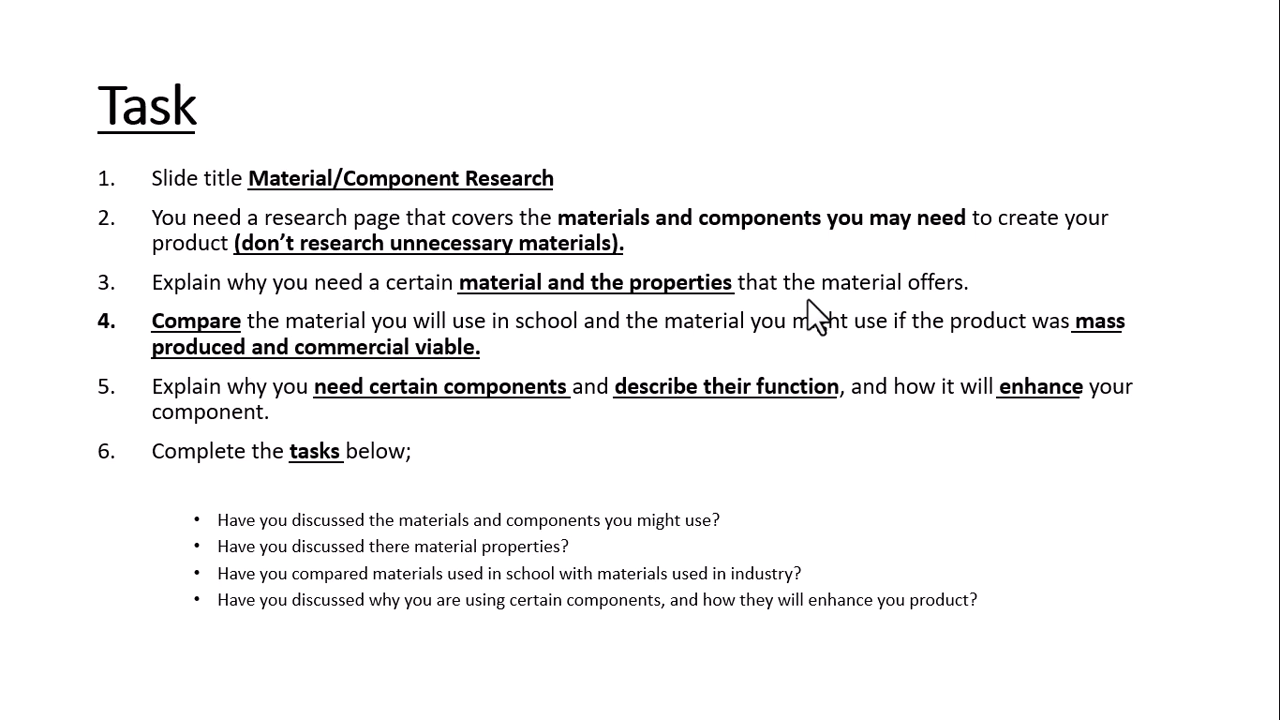 Task
1. Slide title Material/Component Research
2. You need a research page that covers the materials and components you may need to create your
product (don't research unnecessary materials).
3. Explain why you need a certain material and the properties that the material offers.
4. Compare the material you will use in school and the material you might use if the product was mass
produced and commercial viable.
5. Explain why you need certain components and describe their function, and how it will enhance your
component.
6. Complete the tasks below;
• Have you discussed the materials and components you might use?
• Have you discussed there material properties?
• Have you compared materials used in school with materials used in industry?
• Have you discussed why you are using certain components, and how they will enhance you product?